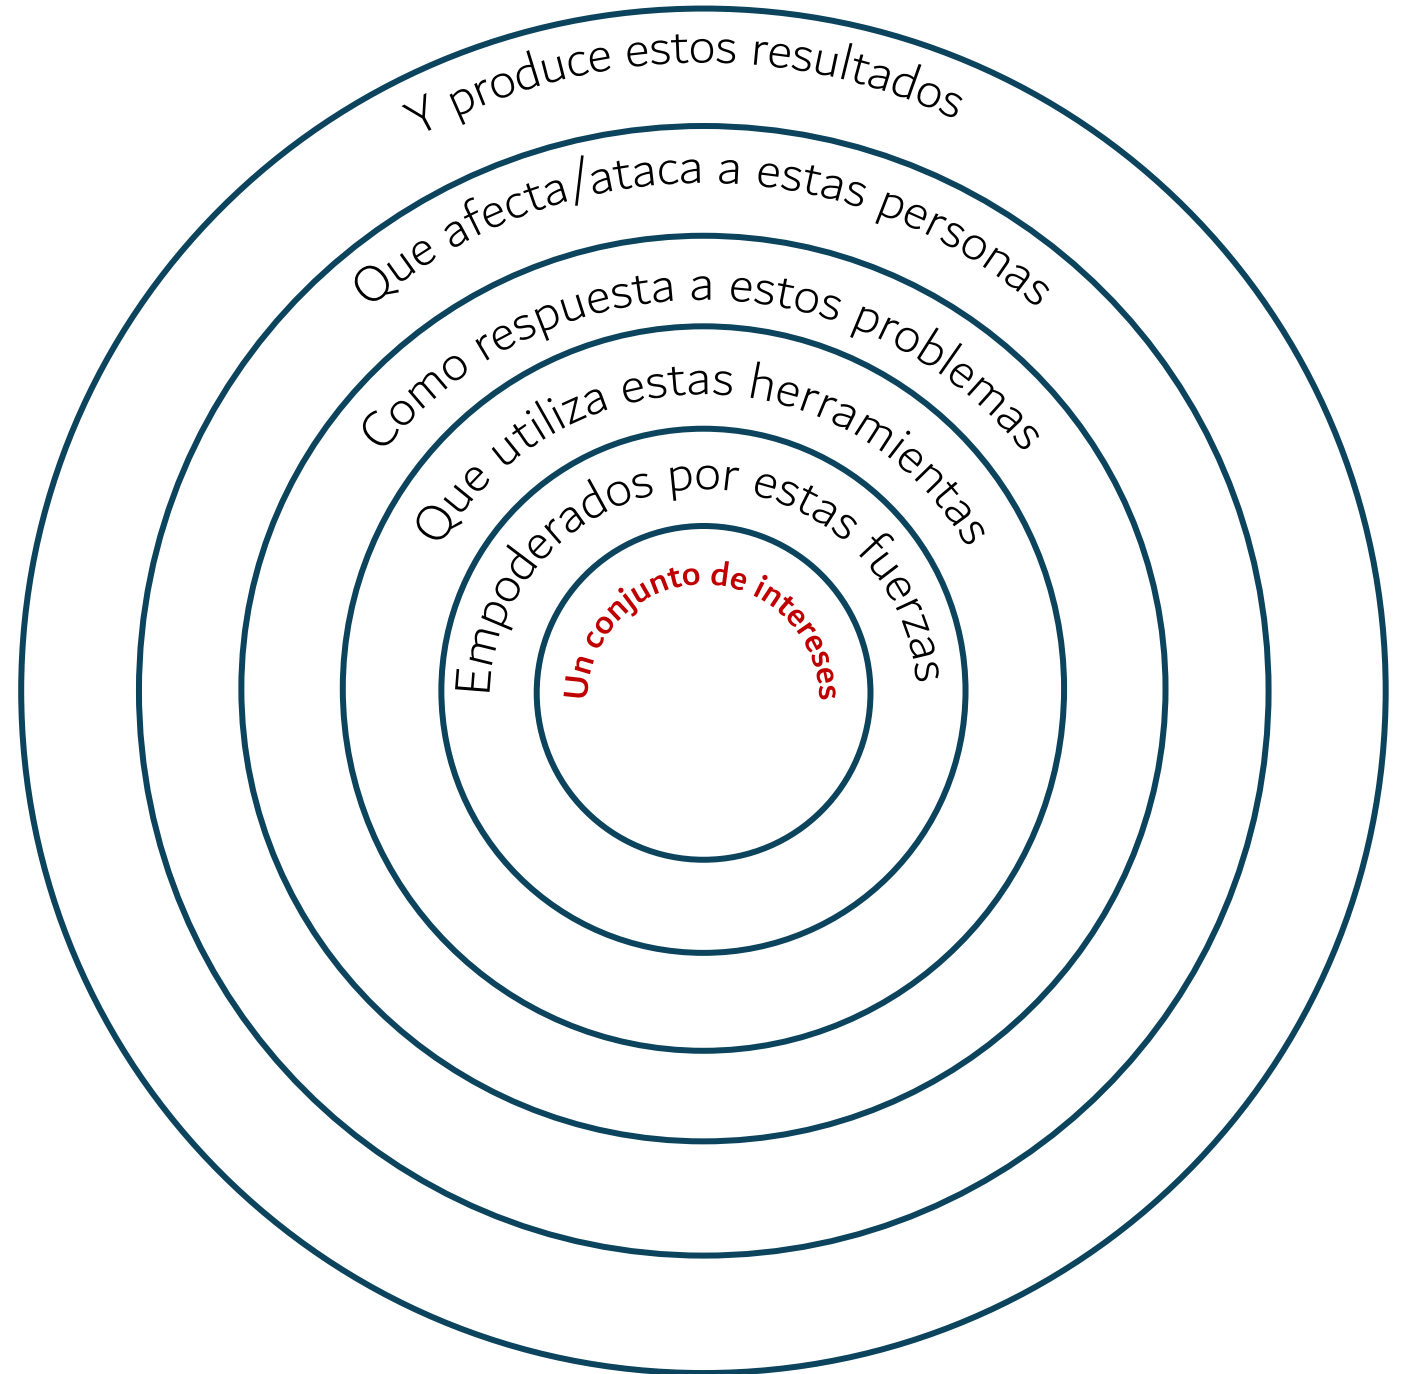 Y produce estos resultados
Que afecta/ataca a estas personas
Como respuesta a estos problemas
Que utiliza estas herramientas
Empoderados por estas fuerzas
Un conjunto de intereses